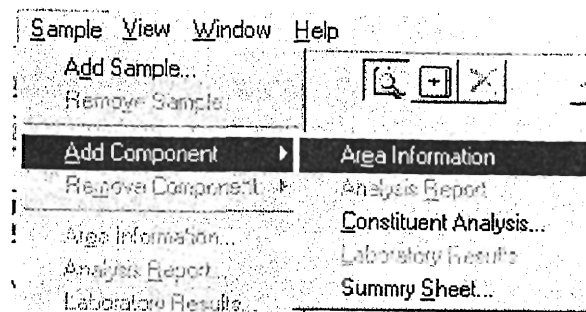 Sample View Window Help
Add Sample...
Remove Sample
Add Component
Remove Component
Area Information...
Analysis Report...
Laboratory Results...
Area Information
Analysis Report
Constituent Analysis...
Laboratory Results
Summry Sheet...